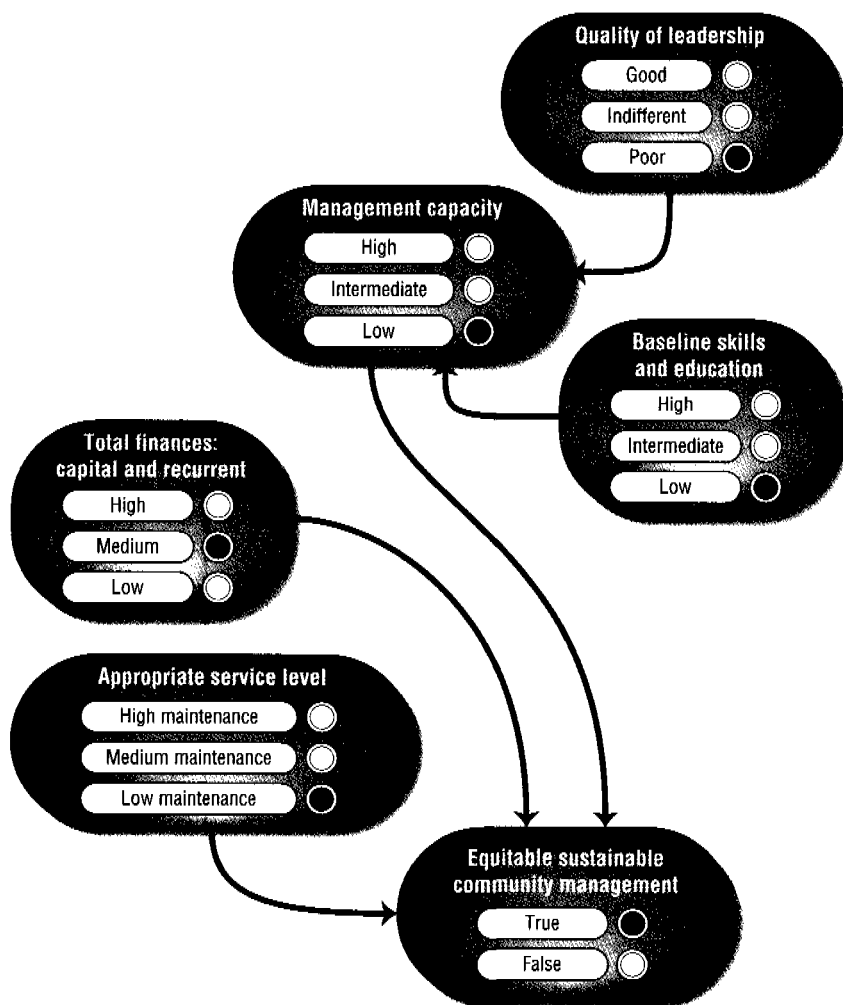 Quality of leadership
Good
Indifferent
Poor
Management capacity
High
Intermediate
Low
Baseline skills
and education
High
Intermediate
Low
Total finances:
capital and recurrent
High
Medium
Low
Appropriate service level
High maintenance
Medium maintenance
Low maintenance
Equitable sustainable
community management
True
False